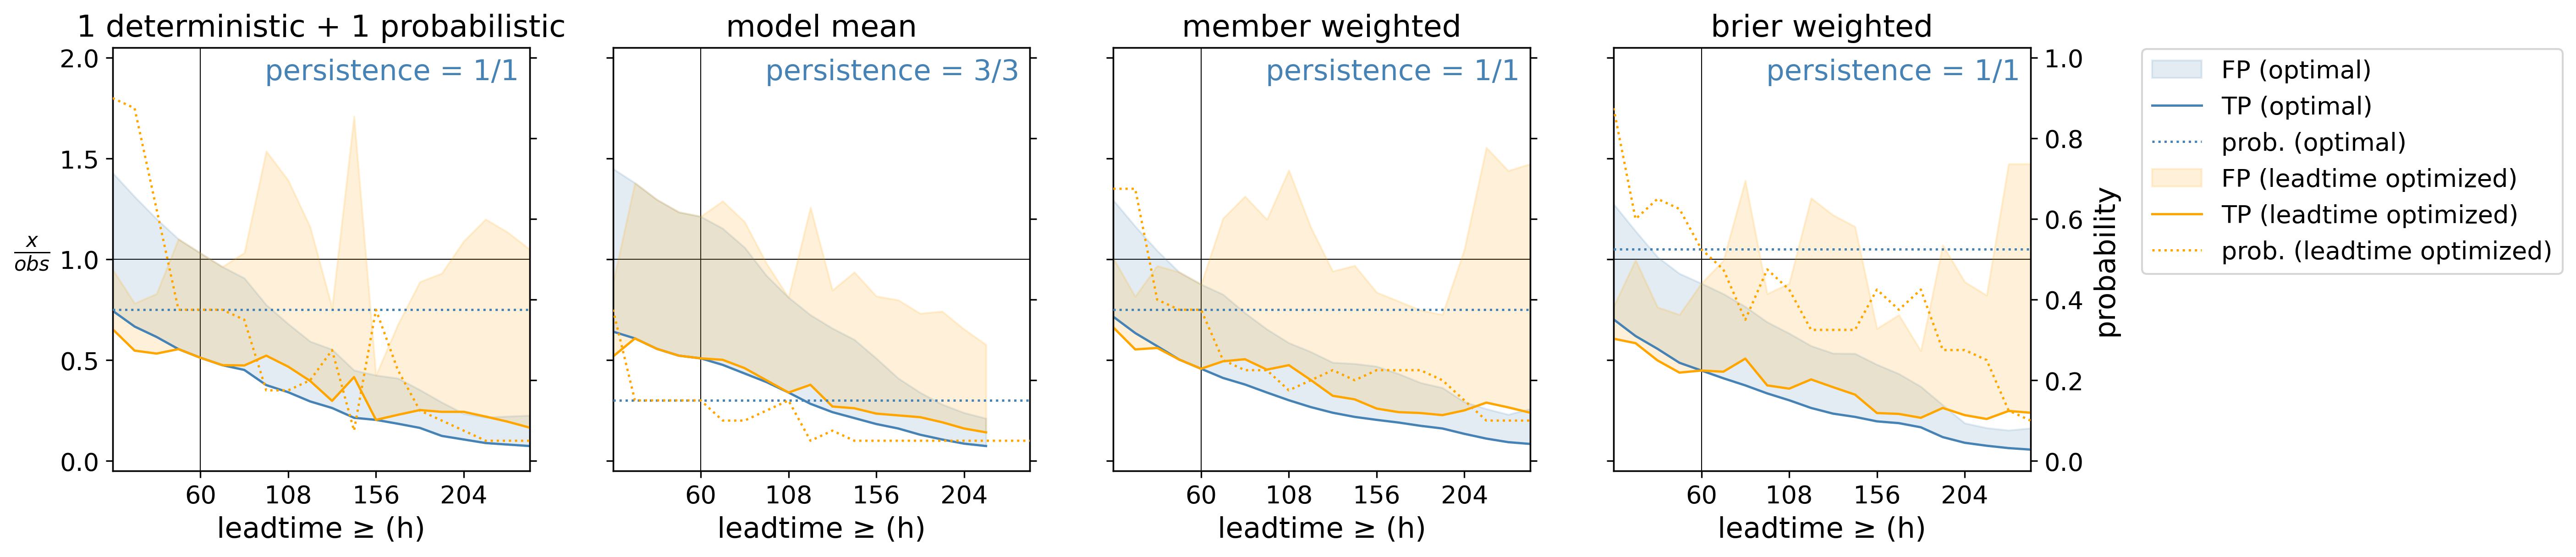 1 deterministic + 1 probabilistic
model mean
member weighted
brier weighted
persistence = 1/1
persistence = 3/3
persistence = 1/1
persistence = 1/1
2.0
1.5
1.0
0.5
0.0
x
obs
60 108 156 204
60 108 156 204
60 108 156 204
60 108 156 204
leadtime ≥ (h)
leadtime ≥ (h)
leadtime ≥ (h)
leadtime ≥ (h)
1.0
0.8
0.6
0.4
0.2
0.0
probability
FP (optimal)
TP (optimal)
prob. (optimal)
FP (leadtime optimized)
TP (leadtime optimized)
prob. (leadtime optimized)